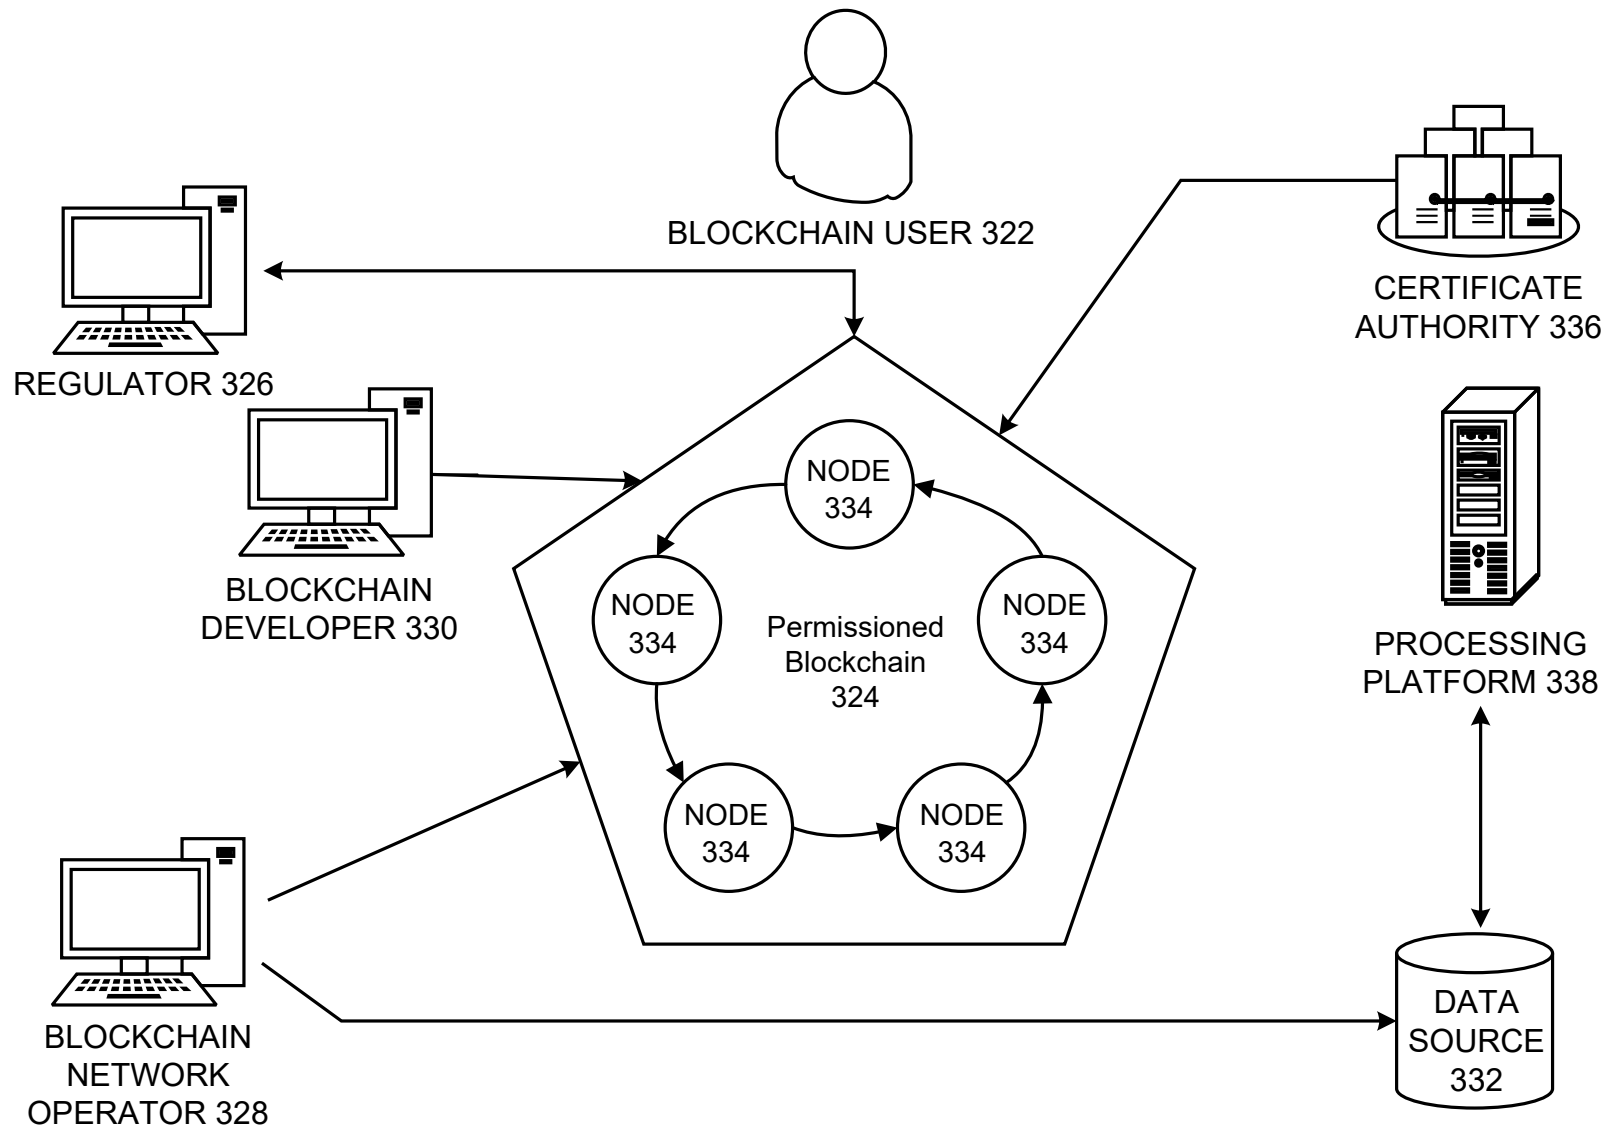 BLOCKCHAIN USER 322
CERTIFICATE
AUTHORITY 336
REGULATOR 326
BLOCKCHAIN
DEVELOPER 330
NODE
334
NODE
334
NODE
334
Permissioned
Blockchain
324
PROCESSING
PLATFORM 338
NODE
334
NODE
334
DATA
SOURCE
332
BLOCKCHAIN
NETWORK
OPERATOR 328